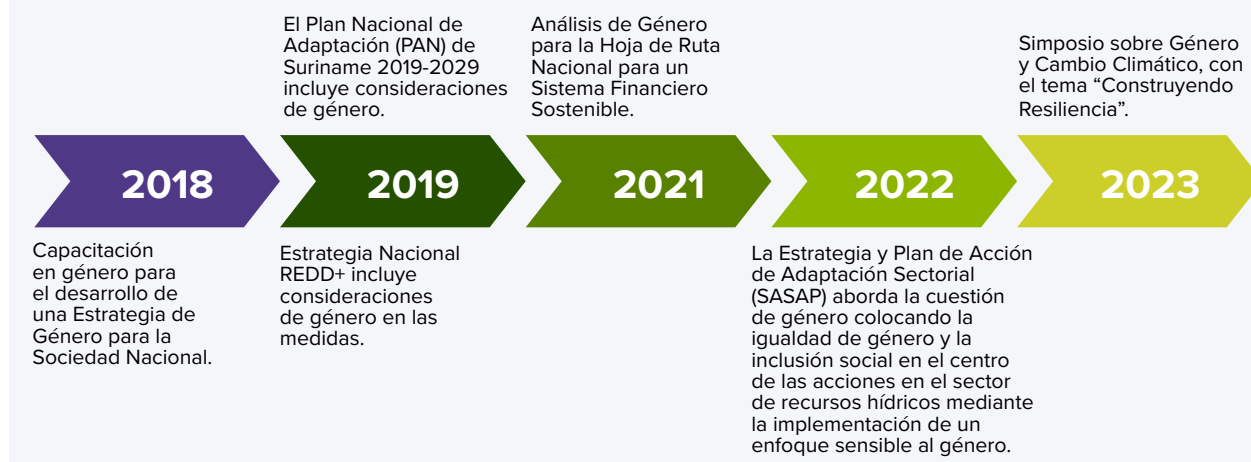 El Plan Nacional de
Adaptación (PAN) de
Suriname 2019-2029
incluye consideraciones
de género.
Análisis de Género
para la Hoja de Ruta
Nacional para un
Sistema Financiero
Sostenible.
Simposio sobre Género
y Cambio Climático, con
el tema “Construyendo
Resiliencia”.
2018
2019
2021
2022
2023
Capacitación
en género para
el desarrollo de
una Estrategia de
Género para la
Sociedad Nacional.
Estrategia Nacional
REDD+ incluye
consideraciones
de género en las
medidas.
La Estrategia y Plan de Acción
de Adaptación Sectorial
(SASAP) aborda la cuestión
de género colocando la
igualdad de género y la
inclusión social en el centro
de las acciones en el sector
de recursos hídricos mediante
la implementación de un
enfoque sensible al género.